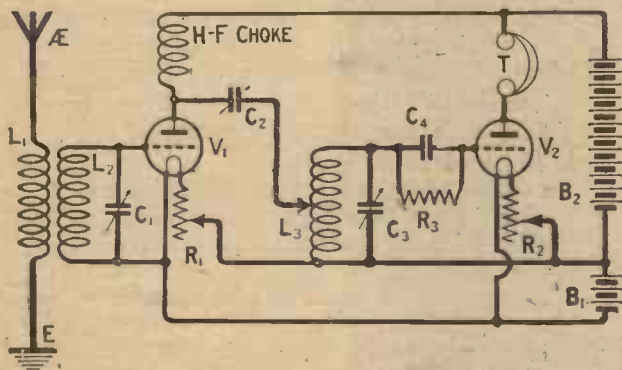 Æ
H-F CHOKE
T
L₁
L₂
C₁
V₁
C₂
R₁
L₃
C₃
C₄
R₃
V₂
R₂
B₂
B₁
E